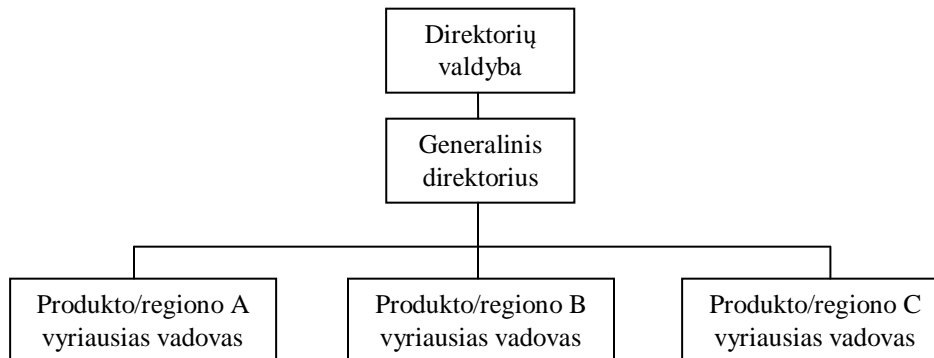 Direktorių
valdyba
Generalinis
direktorius
Produkto/regiono A
vyriausias vadovas
Produkto/regiono B
vyriausias vadovas
Produkto/regiono C
vyriausias vadovas